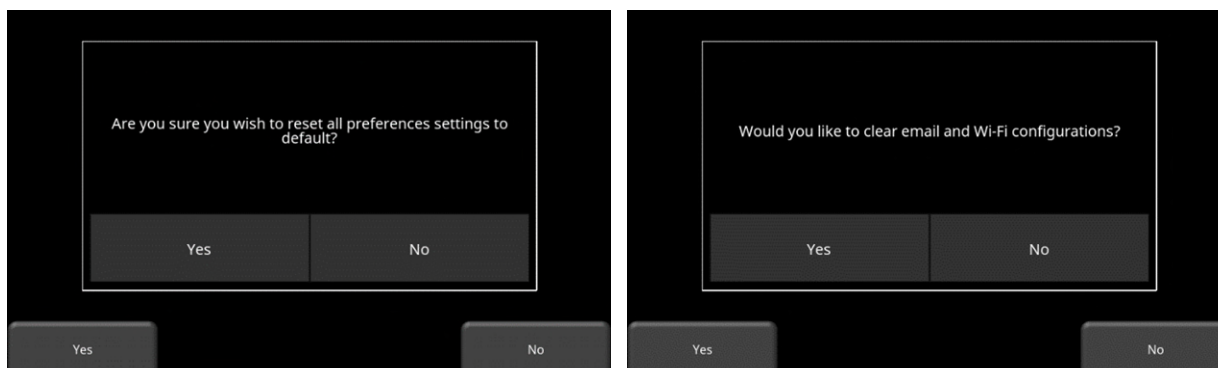 Are you sure you wish to reset all preferences settings to
default?
Yes
No
Yes
No
Would you like to clear email and Wi-Fi configurations?
Yes
No
Yes
No